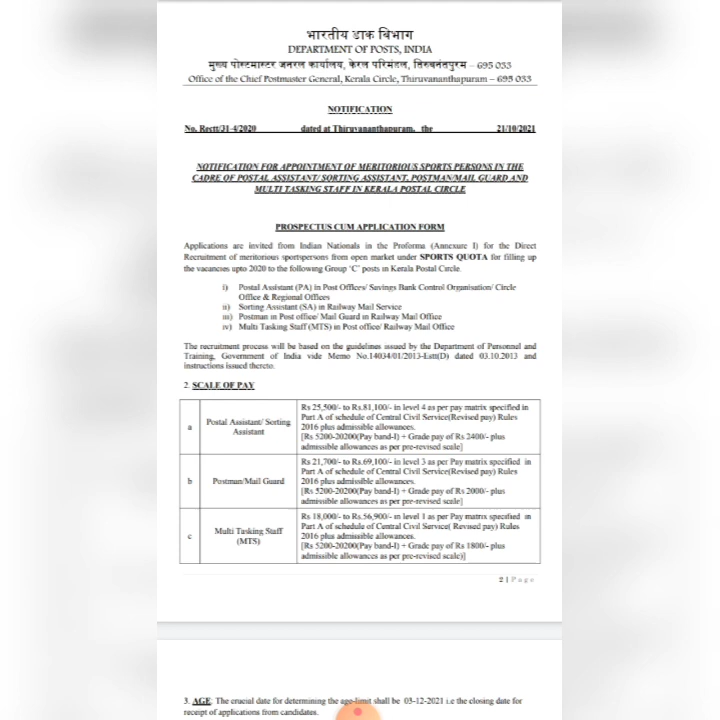 भारतीय डाक विभाग
DEPARTMENT OF POSTS, INDIA
मुख्य पोस्टमास्टर जनरल कार्यालय, केरल परिमंडल, तिरुवनंतपुरम – 695 033
Office of the Chief Postmaster General, Kerala Circle, Thiruvananthapuram – 695 033
NOTIFICATION
No. Rectt/31-4/2020 dated at Thiruvananthapuram, the 21/10/2021
NOTIFICATION FOR APPOINTMENT OF MERITORIOUS SPORTS PERSONS IN THE
CADRE OF POSTAL ASSISTANT/ SORTING ASSISTANT, POSTMAN/MAIL GUARD AND
MULTI TASKING STAFF IN KERALA POSTAL CIRCLE
PROSPECTUS CUM APPLICATION FORM
Applications are invited from Indian Nationals in the Proforma (Annexure I) for the Direct
Recruitment of meritorious sportspersons from open market under SPORTS QUOTA for filling up
the vacancies upto 2020 to the following Group 'C' posts in Kerala Postal Circle.
i) Postal Assistant (PA) in Post Offices/ Savings Bank Control Organisation/ Circle
Office & Regional Offices
ii) Sorting Assistant (SA) in Railway Mail Service
iii) Postman in Post office/ Mail Guard in Railway Mail Office
iv) Multi Tasking Staff (MTS) in Post office/ Railway Mail Office
The recruitment process will be based on the guidelines issued by the Department of Personnel and
Training, Government of India vide Memo No.14034/01/2013-Estt(D) dated 03.10.2013 and
instructions issued thereto.
2. SCALE OF PAY
a Postal Assistant/ Sorting Assistant
Rs 25,500/- to Rs.81,100/- in level 4 as per pay matrix specified in
Part A of schedule of Central Civil Service(Revised pay) Rules
2016 plus admissible allowances.
[Rs 5200-20200(Pay band-I) + Grade pay of Rs 2400/- plus
admissible allowances as per pre-revised scale]
b Postman/Mail Guard
Rs 21,700/- to Rs.69,100/- in level 3 as per Pay matrix specified in
Part A of schedule of Central Civil Service(Revised pay) Rules
2016 plus admissible allowances.
[Rs 5200-20200(Pay band-I) + Grade pay of Rs 2000/- plus
admissible allowances as per pre-revised scale]
c Multi Tasking Staff (MTS)
Rs 18,000/- to Rs.56,900/- in level 1 as per Pay matrix specified in
Part A of schedule of Central Civil Service( Revised pay) Rules
2016 plus admissible allowances.
[Rs 5200-20200(Pay band-I) + Grade pay of Rs 1800/- plus
admissible allowances as per pre-revised scale)]
2 | Page
3. AGE: The crucial date for determining the age-limit shall be 03-12-2021 i.e the closing date for
receipt of applications from candidates.